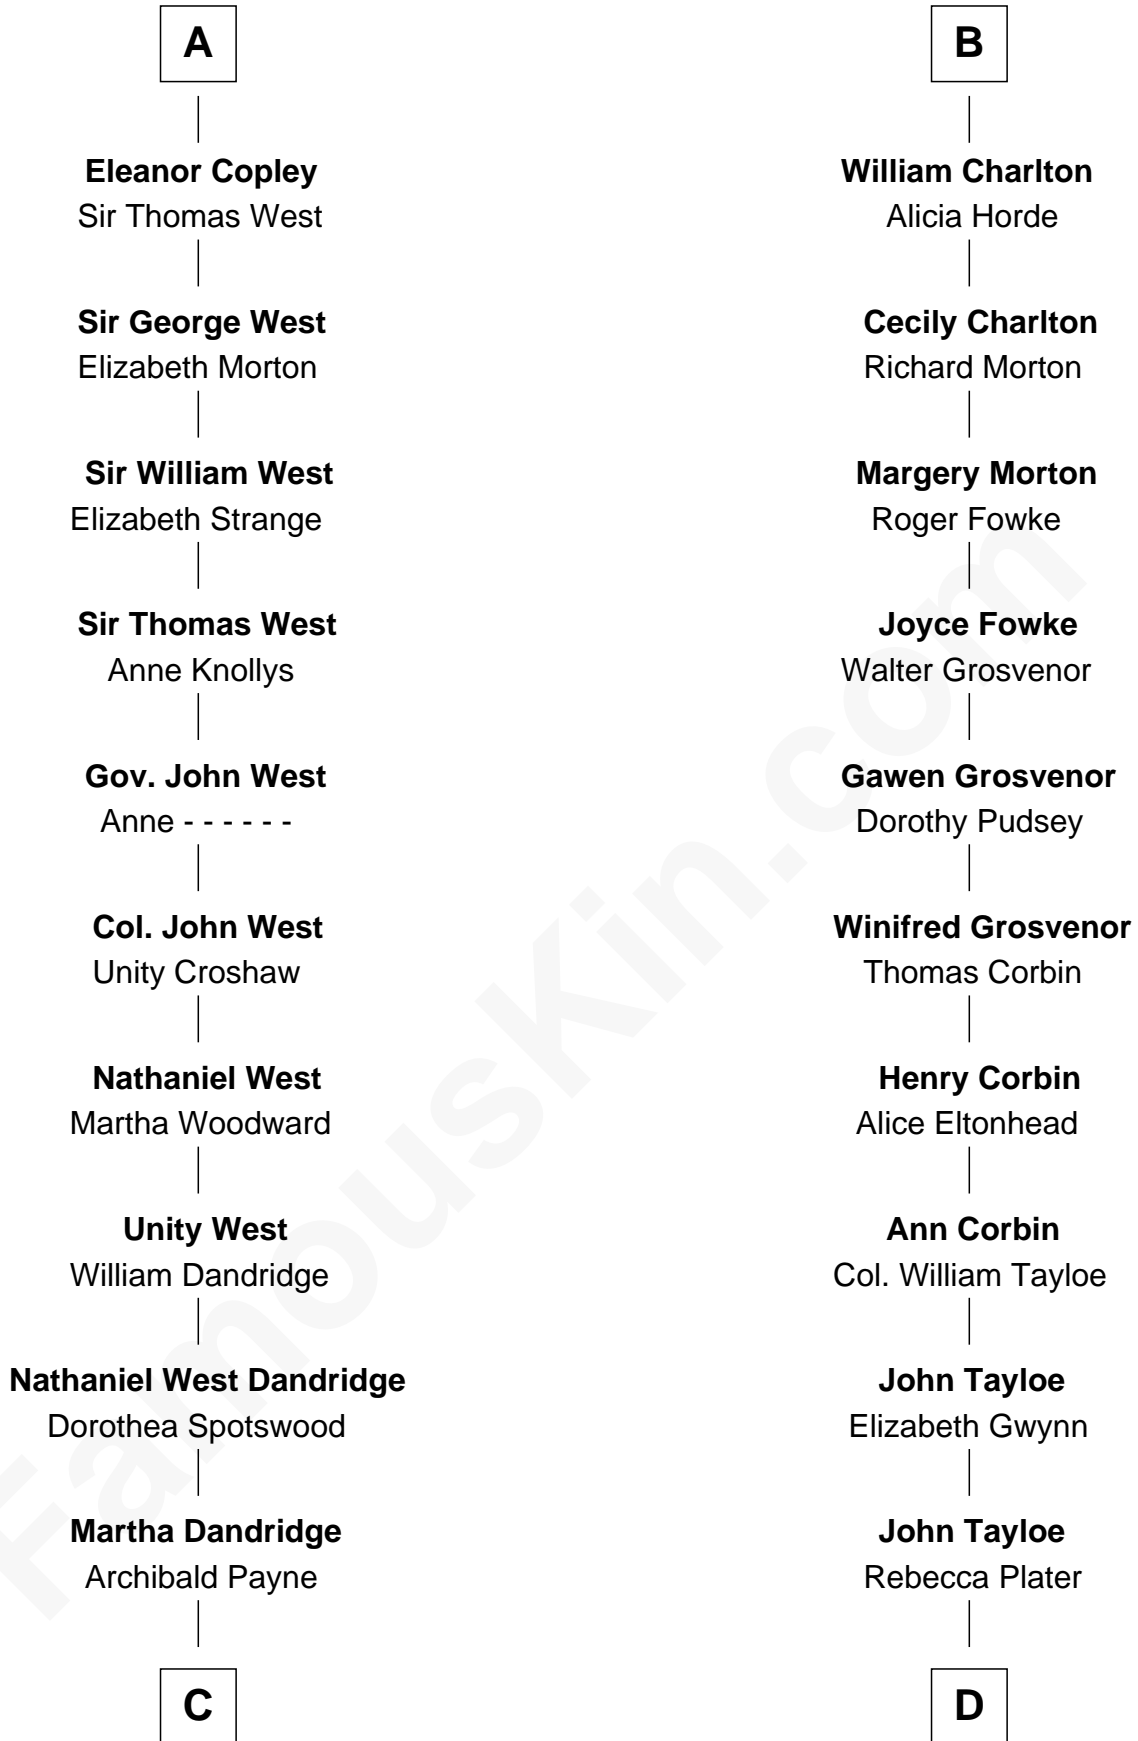 A
Eleanor Copley
Sir Thomas West
Sir George West
Elizabeth Morton
Sir William West
Elizabeth Strange
Sir Thomas West
Anne Knollys
Gov. John West
Anne - - - - - -
Col. John West
Unity Croshaw
Nathaniel West
Martha Woodward
Unity West
William Dandridge
Nathaniel West Dandridge
Dorothea Spotswood
Martha Dandridge
Archibald Payne
C
B
William Charlton
Alicia Horde
Cecily Charlton
Richard Morton
Margery Morton
Roger Fowke
Joyce Fowke
Walter Grosvenor
Gawen Grosvenor
Dorothy Pudsey
Winifred Grosvenor
Thomas Corbin
Henry Corbin
Alice Eltonhead
Ann Corbin
Col. William Tayloe
John Tayloe
Elizabeth Gwynn
John Tayloe
Rebecca Plater
D
FamousKin.com